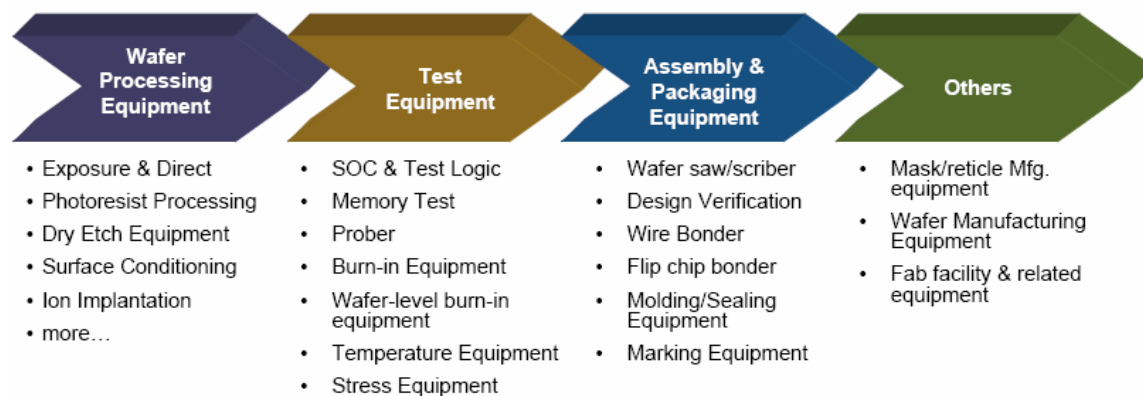 Wafer
Processing
Equipment
Test
Equipment
Assembly &
Packaging
Equipment
Others
• Exposure & Direct
• Photoresist Processing
• Dry Etch Equipment
• Surface Conditioning
• Ion Implantation
• more…
• SOC & Test Logic
• Memory Test
• Prober
• Burn-in Equipment
• Wafer-level burn-in
equipment
• Temperature Equipment
• Stress Equipment
• Wafer saw/scriber
• Design Verification
• Wire Bonder
• Flip chip bonder
• Molding/Sealing
Equipment
• Marking Equipment
• Mask/reticle Mfg.
equipment
• Wafer Manufacturing
Equipment
• Fab facility & related
equipment